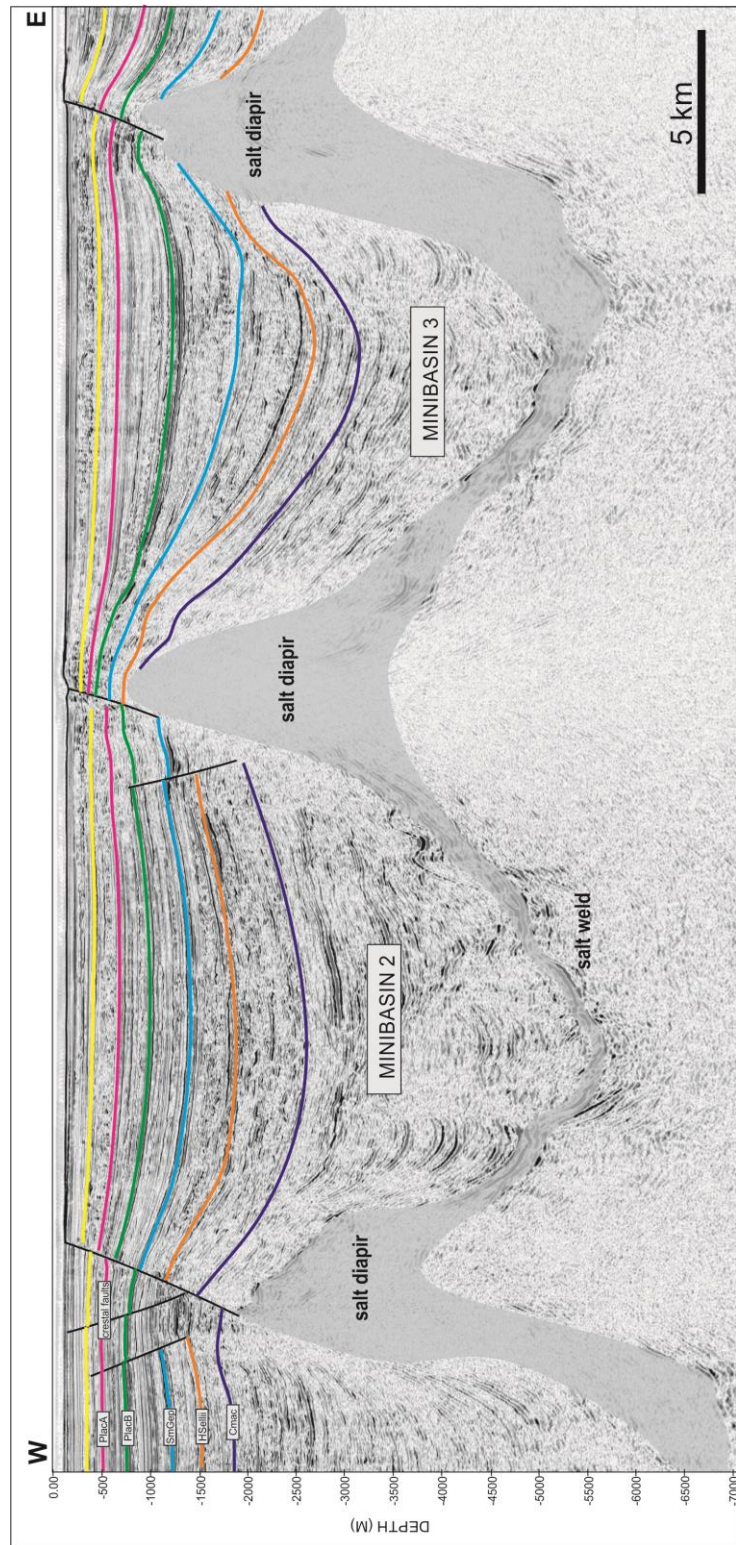 W
E
0.00
-500
-1000
-1500
-2000
-2500
-3000
-3500
-4000
-4500
-5000
-5500
-6000
-6500
-7000
DEPTH (M)
PlacA
PlacB
SmGep
HSellii
Cmac
crestal faults
salt diapir
MINIBASIN 2
salt weld
salt diapir
MINIBASIN 3
salt diapir
5 km